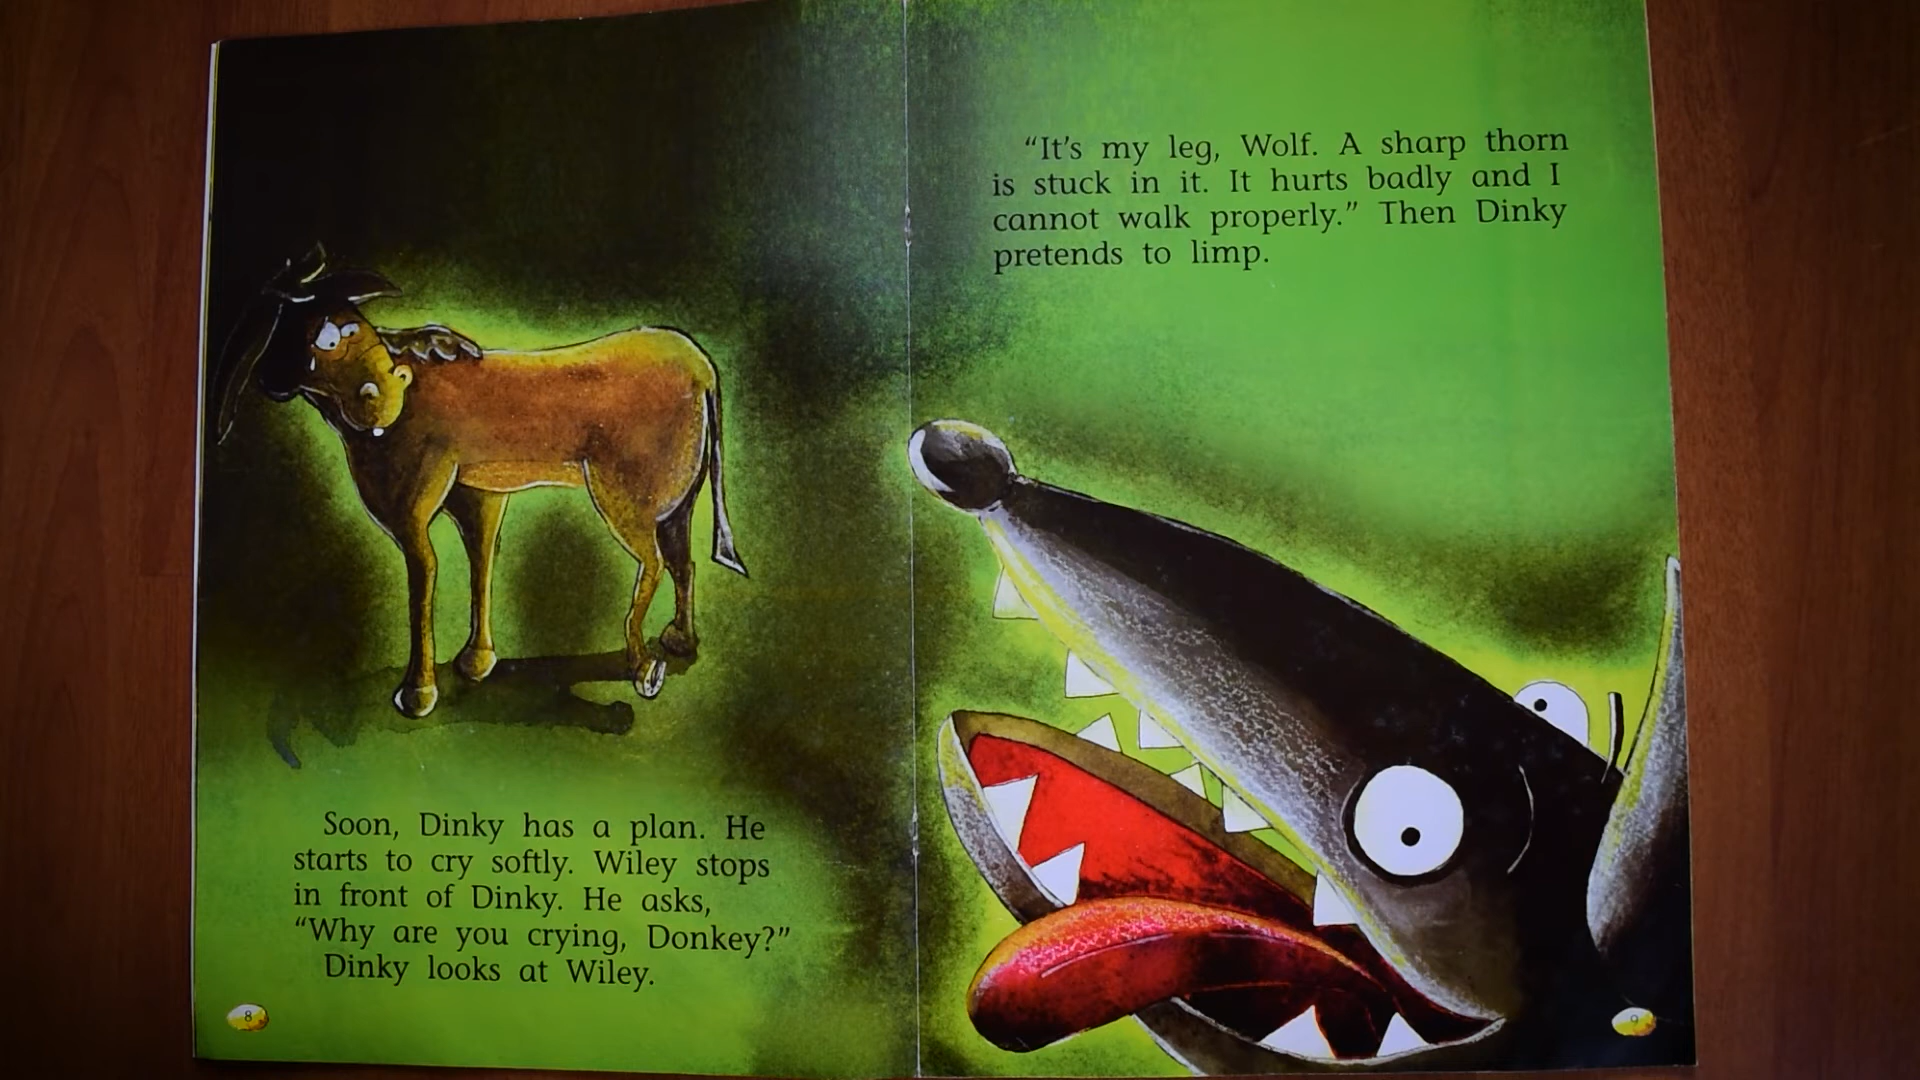 Soon, Dinky has a plan. He
starts to cry softly. Wiley stops
in front of Dinky. He asks,
“Why are you crying, Donkey?”
Dinky looks at Wiley.
8
“It's my leg, Wolf. A sharp thorn
is stuck in it. It hurts badly and I
cannot walk properly.” Then Dinky
pretends to limp.
9